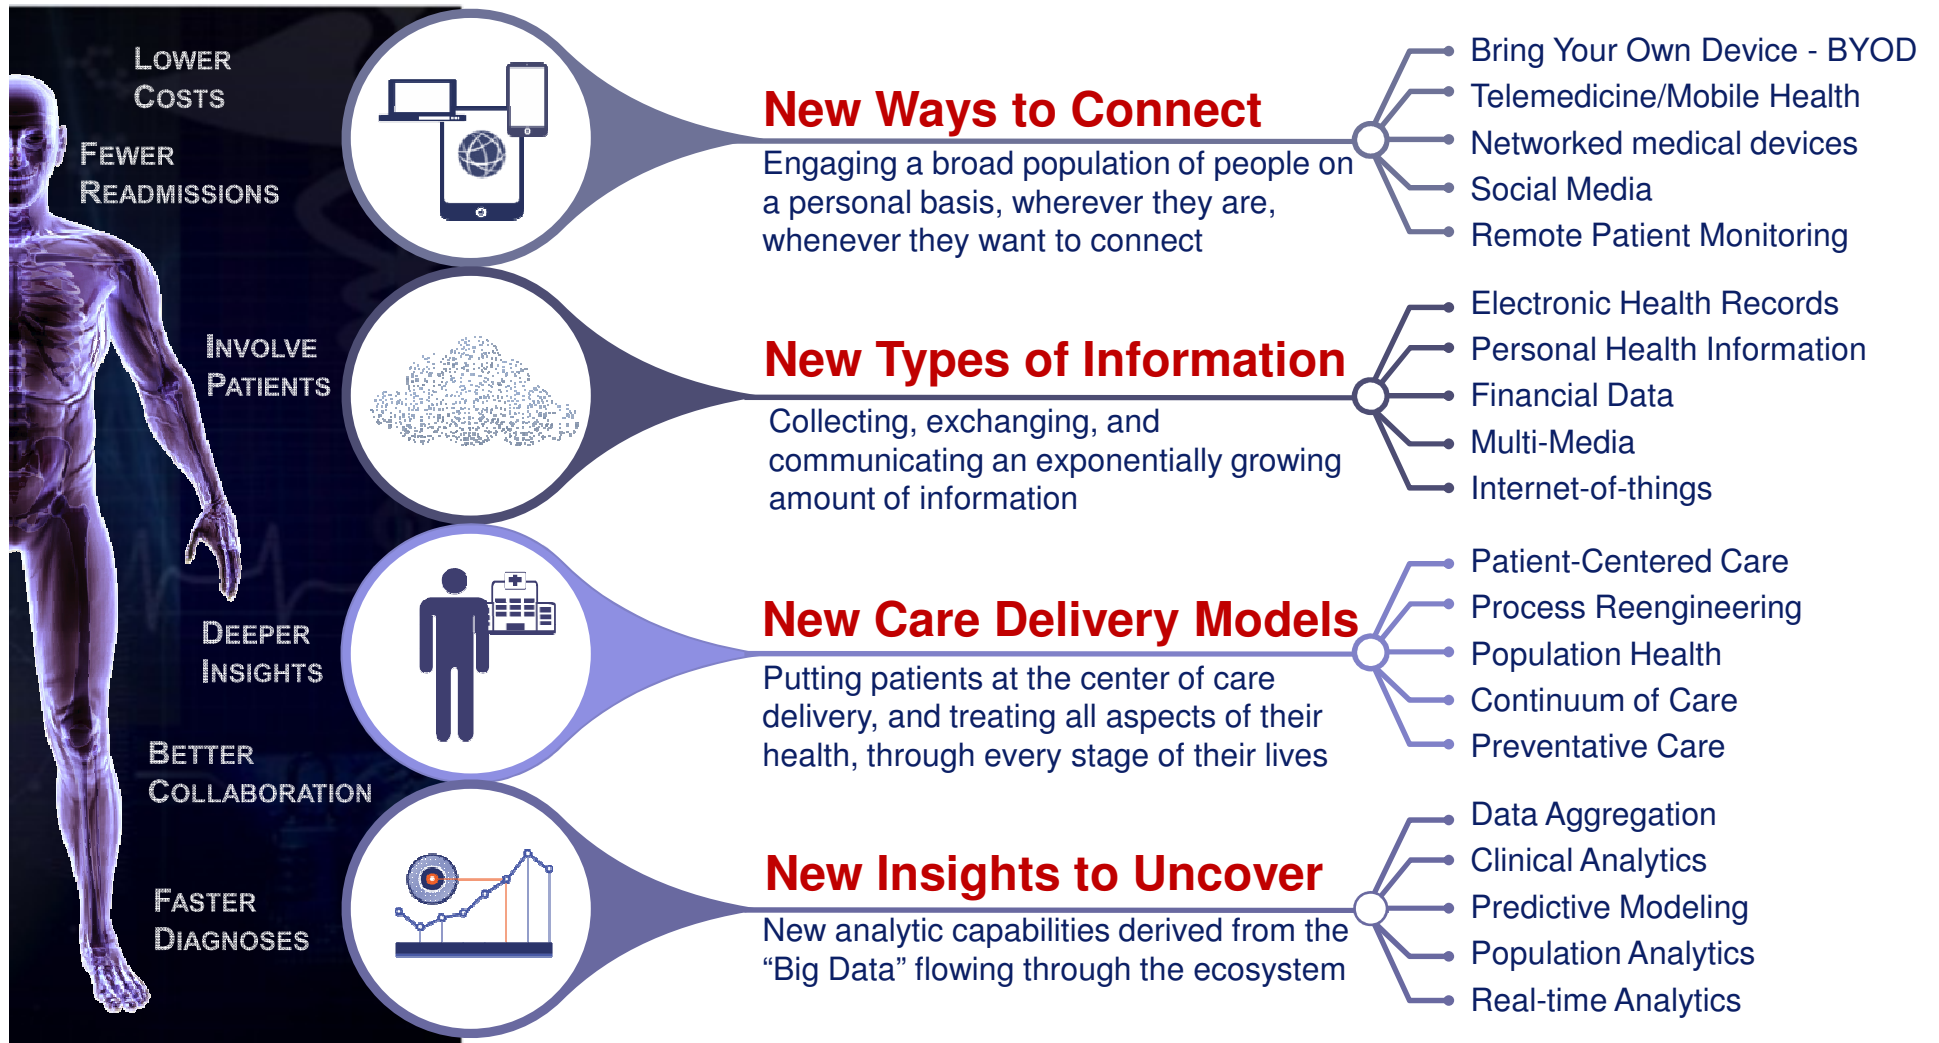 LOWER
COSTS
FEWER
READMISSIONS
INVOLVE
PATIENTS
DEEPER
INSIGHTS
BETTER
COLLABORATION
FASTER
DIAGNOSES
New Ways to Connect
Engaging a broad population of people on
a personal basis, wherever they are,
whenever they want to connect
Bring Your Own Device - BYOD
Telemedicine/Mobile Health
Networked medical devices
Social Media
Remote Patient Monitoring
New Types of Information
Collecting, exchanging, and
communicating an exponentially growing
amount of information
Electronic Health Records
Personal Health Information
Financial Data
Multi-Media
Internet-of-things
New Care Delivery Models
Putting patients at the center of care
delivery, and treating all aspects of their
health, through every stage of their lives
Patient-Centered Care
Process Reengineering
Population Health
Continuum of Care
Preventative Care
New Insights to Uncover
New analytic capabilities derived from the
“Big Data” flowing through the ecosystem
Data Aggregation
Clinical Analytics
Predictive Modeling
Population Analytics
Real-time Analytics